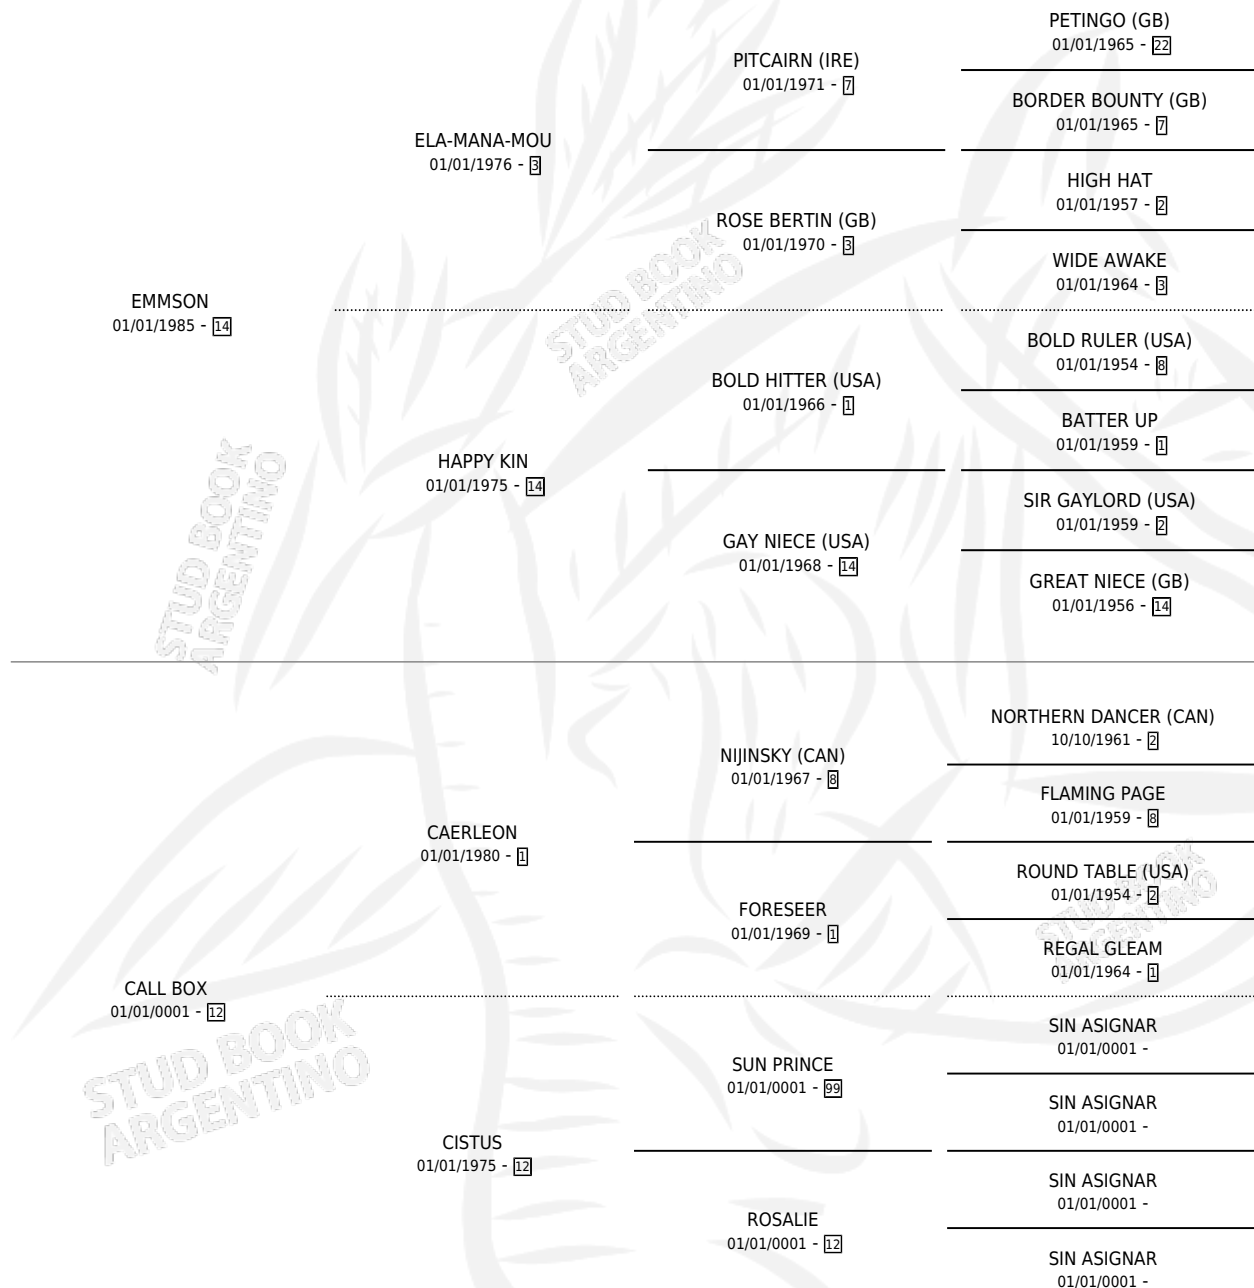 PETINGO (GB)
01/01/1965 - 22
PITCAIRN (IRE)
01/01/1971 - 7
BORDER BOUNTY (GB)
01/01/1965 - 7
ELA-MANA-MOU
01/01/1976 - 3
HIGH HAT
01/01/1957 - 2
ROSE BERTIN (GB)
01/01/1970 - 3
WIDE AWAKE
01/01/1964 - 3
EMMSON
01/01/1985 - 14
BOLD RULER (USA)
01/01/1954 - 8
BOLD HITTER (USA)
01/01/1966 - 1
BATTER UP
01/01/1959 - 1
HAPPY KIN
01/01/1975 - 14
SIR GAYLORD (USA)
01/01/1959 - 2
GAY NIECE (USA)
01/01/1968 - 14
GREAT NIECE (GB)
01/01/1956 - 14
NORTHERN DANCER (CAN)
10/10/1961 - 2
NIJINSKY (CAN)
01/01/1967 - 8
FLAMING PAGE
01/01/1959 - 8
CAERLEON
01/01/1980 - 1
ROUND TABLE (USA)
01/01/1954 - 2
FORESEER
01/01/1969 - 1
REGAL GLEAM
01/01/1964 - 1
CALL BOX
01/01/0001 - 12
SIN ASIGNAR
01/01/0001 -
SUN PRINCE
01/01/0001 - 99
SIN ASIGNAR
01/01/0001 -
CISTUS
01/01/1975 - 12
SIN ASIGNAR
01/01/0001 -
ROSALIE
01/01/0001 - 12
SIN ASIGNAR
01/01/0001 -
STUD BOOK
ARGENTINO
STUD BOOK
ARGENTINO
STUD BOOK
ARGENTINO
STUD BOOK
ARGENTINO